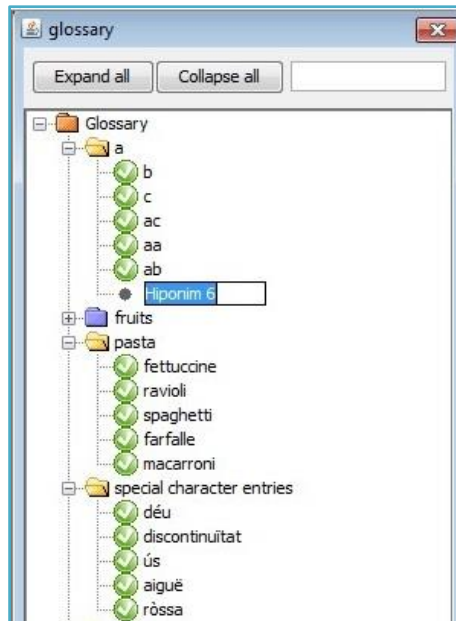 glossary
Expand all Collapse all
Glossary
a
b
c
ac
aa
ab
Hiponim 6
fruits
pasta
fettuccine
ravioli
spaghetti
farfalle
macarroni
special character entries
déu
discontinuïtat
ús
aiguë
ròssa